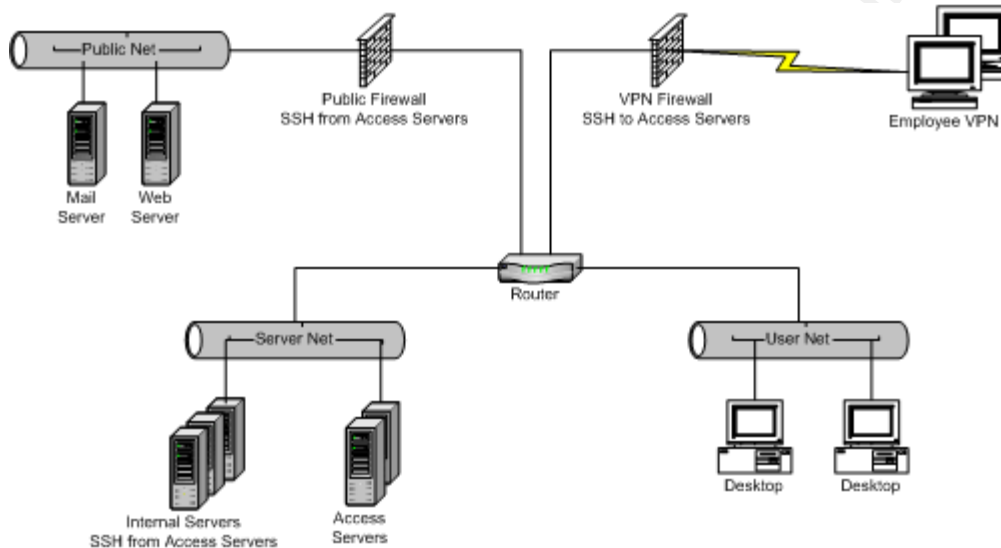 Public Net
Public Firewall
SSH from Access Servers
VPN Firewall
SSH to Access Servers
Employee VPN
Mail
Server
Web
Server
Router
Server Net
User Net
Internal Servers
SSH from Access Servers
Access
Servers
Desktop
Desktop